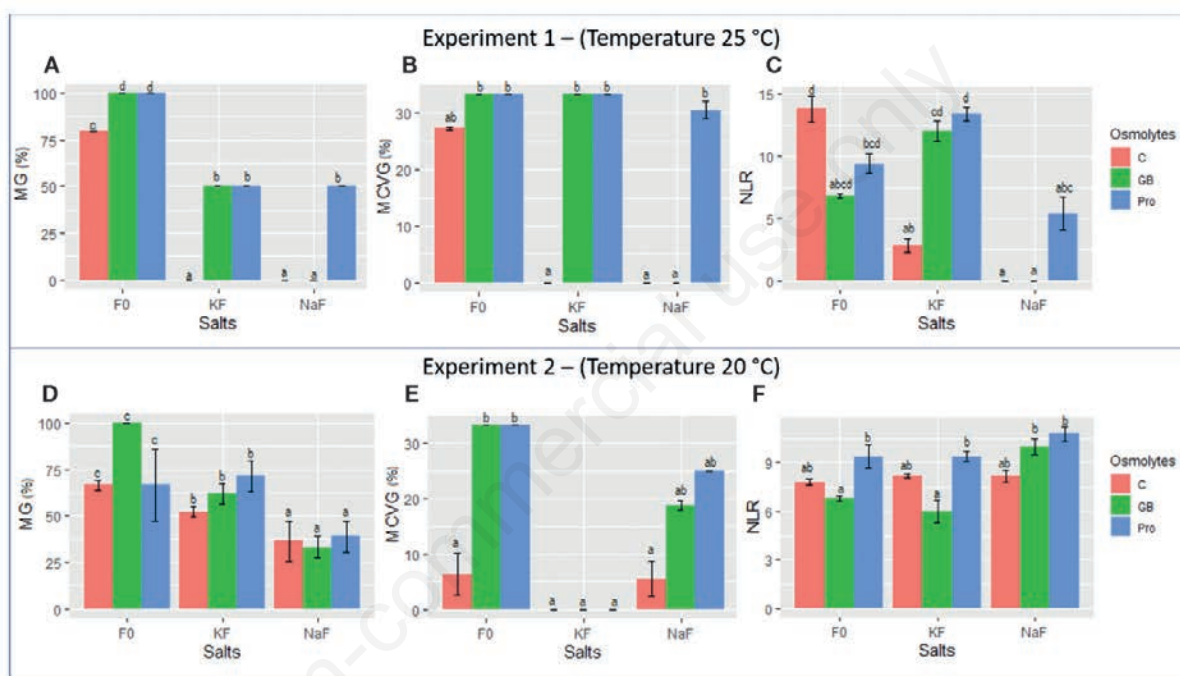 Experiment 1 – (Temperature 25 °C)
A
B
C
MG (%)
100
75
50
25
0
c
d
d
a
b
b
a
a
b
F0
KF
NaF
Salts
MCVG (%)
30
20
10
0
ab
b
b
a
b
b
a
a
b
F0
KF
NaF
Salts
NLR
15
10
5
0
d
abcd
bcd
ab
cd
d
a
a
abc
F0
KF
NaF
Salts
Osmolytes
C
GB
Pro
Experiment 2 – (Temperature 20 °C)
D
E
F
MG (%)
100
75
50
25
0
c
c
c
b
b
b
a
a
a
F0
KF
NaF
Salts
MCVG (%)
30
20
10
0
a
b
b
a
a
a
a
ab
ab
F0
KF
NaF
Salts
NLR
9
6
3
0
ab
a
b
ab
a
b
ab
b
b
F0
KF
NaF
Salts
Osmolytes
C
GB
Pro
n-commercial use only